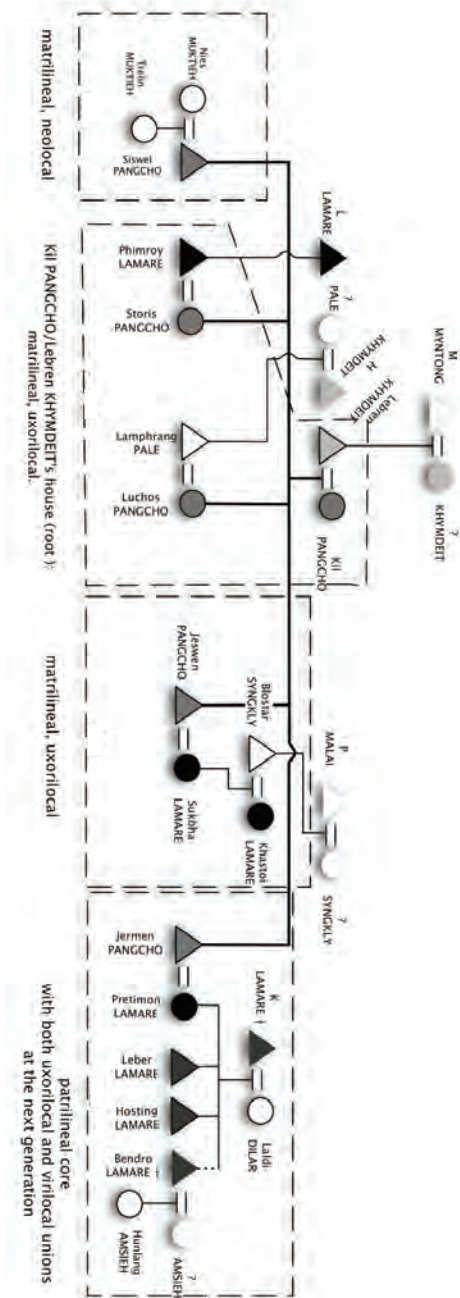 Nies
MUKTIEH
Trelin
MUKTIEH
Siswel
PANGCHO
matrilineal, neolocal
L
LAMARE
Phimroy
LAMARE
Storis
PANGCHO
?
PALE
H
KHYMDEIT
Lebren
KHYMDEIT
M
MYNTONG
?
KHYMDEIT
Kil
PANGCHO
Lamphrang
PALE
Luchos
PANGCHO
Kil PANGCHO/Lebren KHYMDEIT's house (root):
matrilineal, uxorilocal.
P
MALAI
?
SYNGKLY
Blostar
SYNGKLY
Khastoi
LAMARE
Jeswen
PANGCHO
Sukbha
LAMARE
matrilineal, uxorilocal
K
LAMARE †
Laldi
DILAR
Jermen
PANGCHO
Pretimon
LAMARE
Leber
LAMARE
Hosting
LAMARE
Bendro
LAMARE †
?
AMSIEH
Hunlang
AMSIEH
patrilineal core
with both uxorilocal and virilocal unions
at the next generation